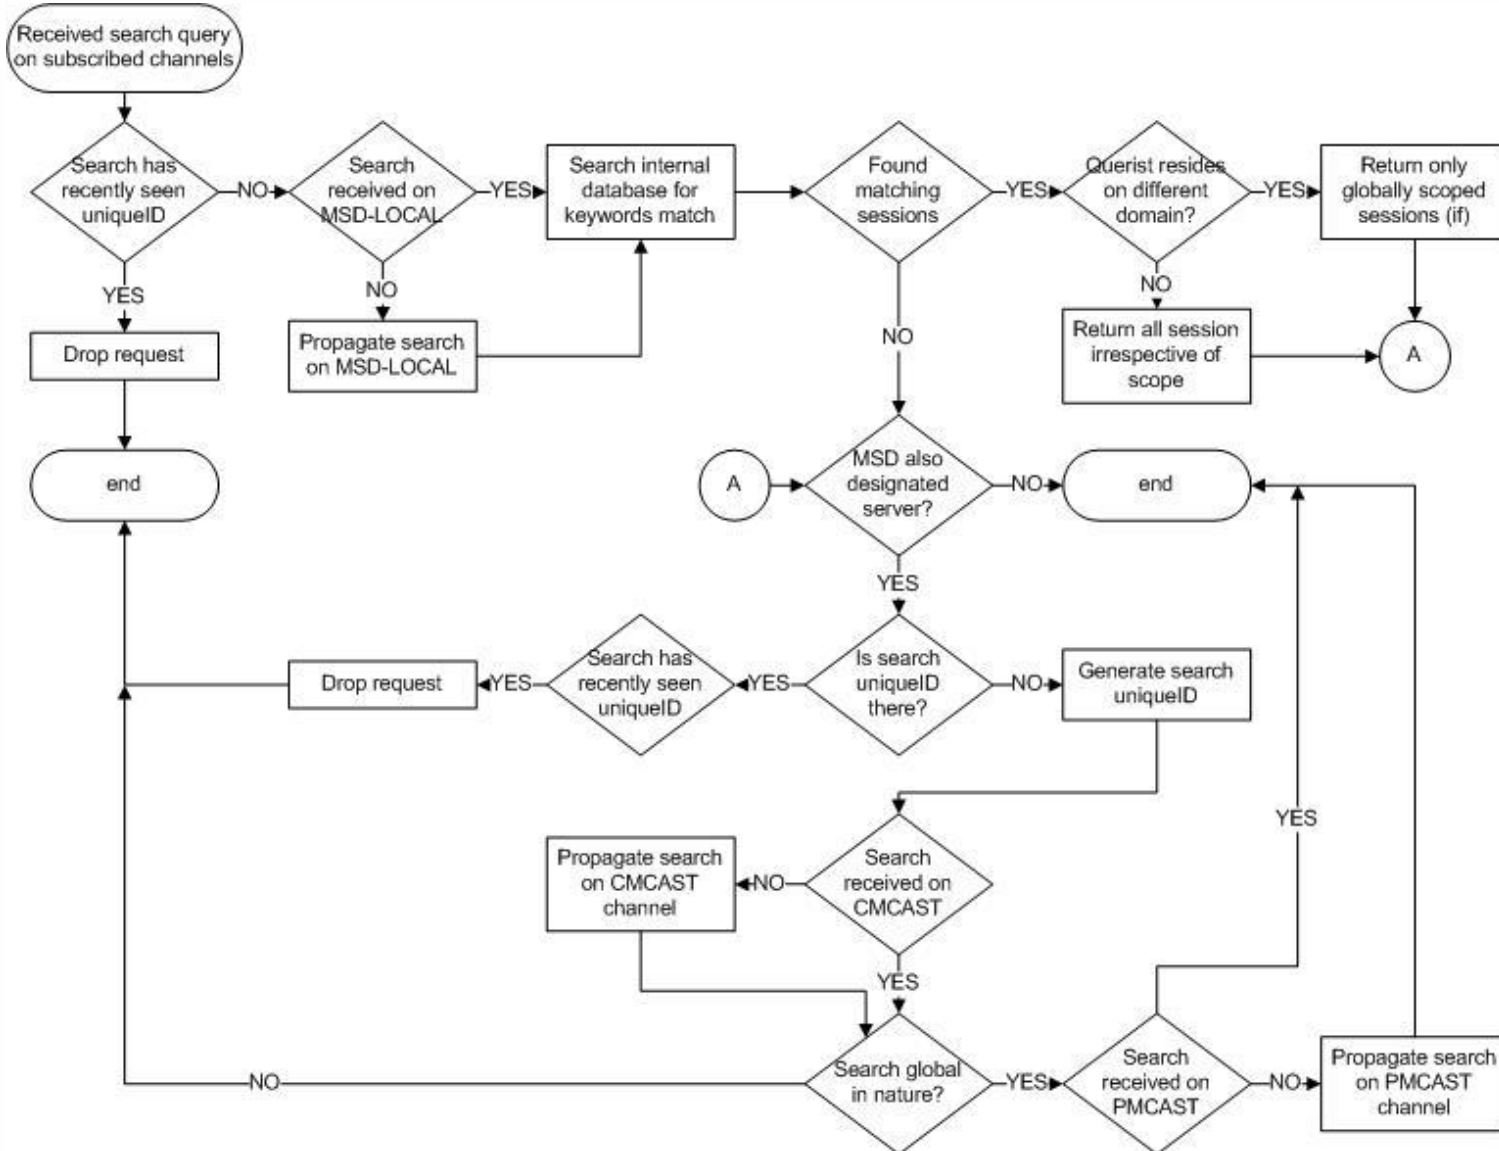 Received search query
on subscribed channels
Search has
recently seen
uniqueID
NO
Search
received on
MSD-LOCAL
YES
Search internal
database for
keywords match
Found
matching
sessions
YES
Querist resides
on different
domain?
YES
Return only
globally scoped
sessions (if)
YES
NO
NO
NO
Drop request
Propagate search
on MSD-LOCAL
Return all session
irrespective of
scope
A
end
A
MSD also
designated
server?
NO
end
YES
Drop request
YES
Search has
recently seen
uniqueID
YES
Is search
uniqueID
there?
NO
Generate search
uniqueID
YES
Propagate search
on CMCAST
channel
NO
Search
received on
CMCAST
YES
NO
Search global
in nature?
YES
Search
received on
PMCAST
NO
Propagate search
on PMCAST
channel